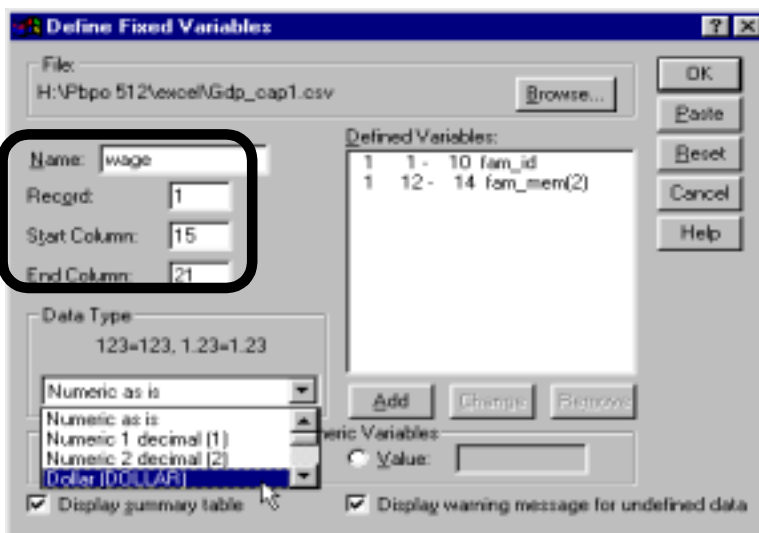 Define Fixed Variables
File:
H:\Pbpo 512\excel\Gdp_cap1.csv
Browse...
OK
Paste
Reset
Cancel
Help
Name: wage
Record: 1
Start Column: 15
End Column: 21
Defined Variables:
1 1 - 10 fam_id
1 12 - 14 fam_mem(2)
Data Type
123=123, 1.23=1.23
Numeric as is
Numeric as is
Numeric 1 decimal (1)
Numeric 2 decimal (2)
Dollar (DOLLAR)
Add
Change
Remove
eric Variables
Value:
Display summary table
Display warning message for undefined data